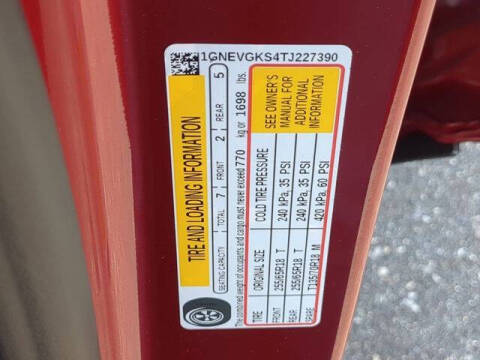 1GNEVGKS4TJ227390
TIRE AND LOADING INFORMATION
SEATING CAPACITY TOTAL 7 FRONT 2 REAR 5
The combined weight of occupants and cargo must never exceed 770 kg or 1698 lbs.
TIRE ORIGINAL SIZE COLD TIRE PRESSURE
FRONT 255/65R18 T 240 kPa, 35 PSI
REAR 255/65R18 T 240 kPa, 35 PSI
SPARE T135/70R18 M 420 kPa, 60 PSI
SEE OWNER'S
MANUAL FOR
ADDITIONAL
INFORMATION